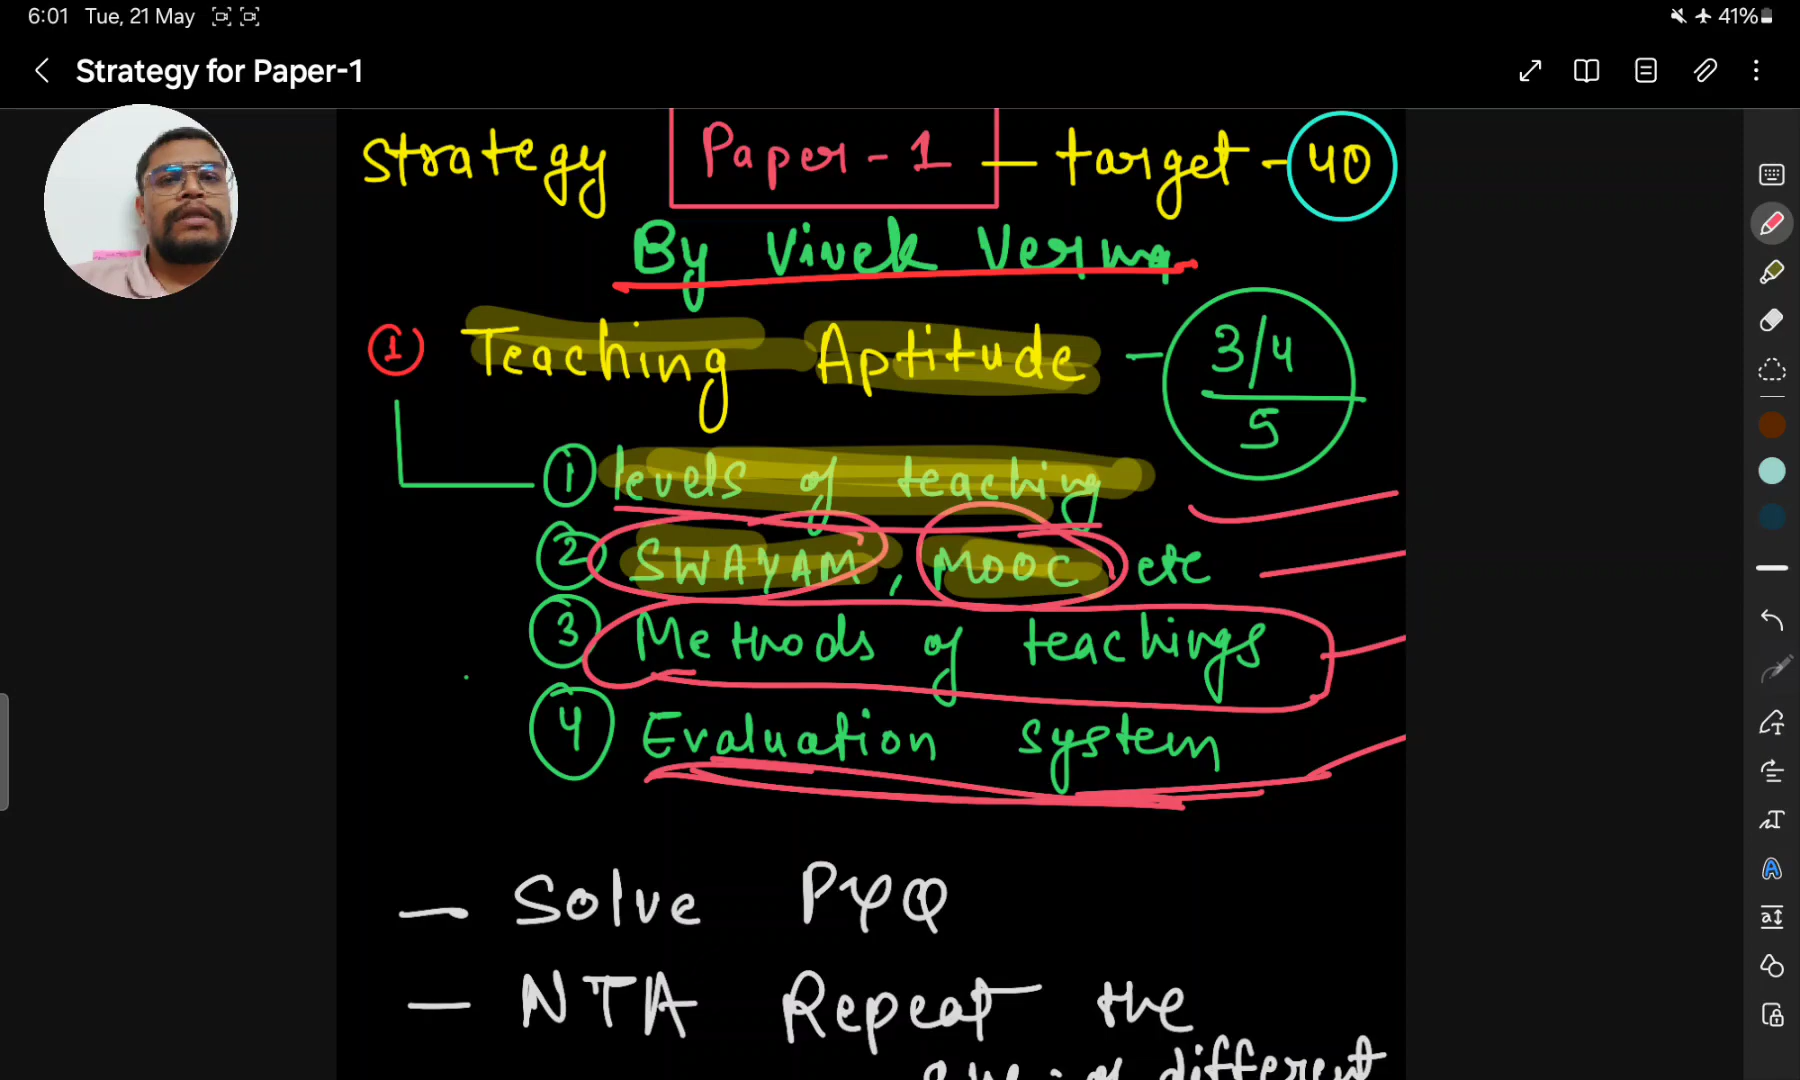 6:01 Tue, 21 May 41%
Strategy for Paper-1
Strategy Paper-1 — target - 40
By Vivek Verma
1 Teaching Aptitude — 3/4
5
1 levels of teaching
2 SWAYAM, MOOC etc
3 Methods of teachings
4 Evaluation system
— Solve PYQ
— NTA Repeat the
of different